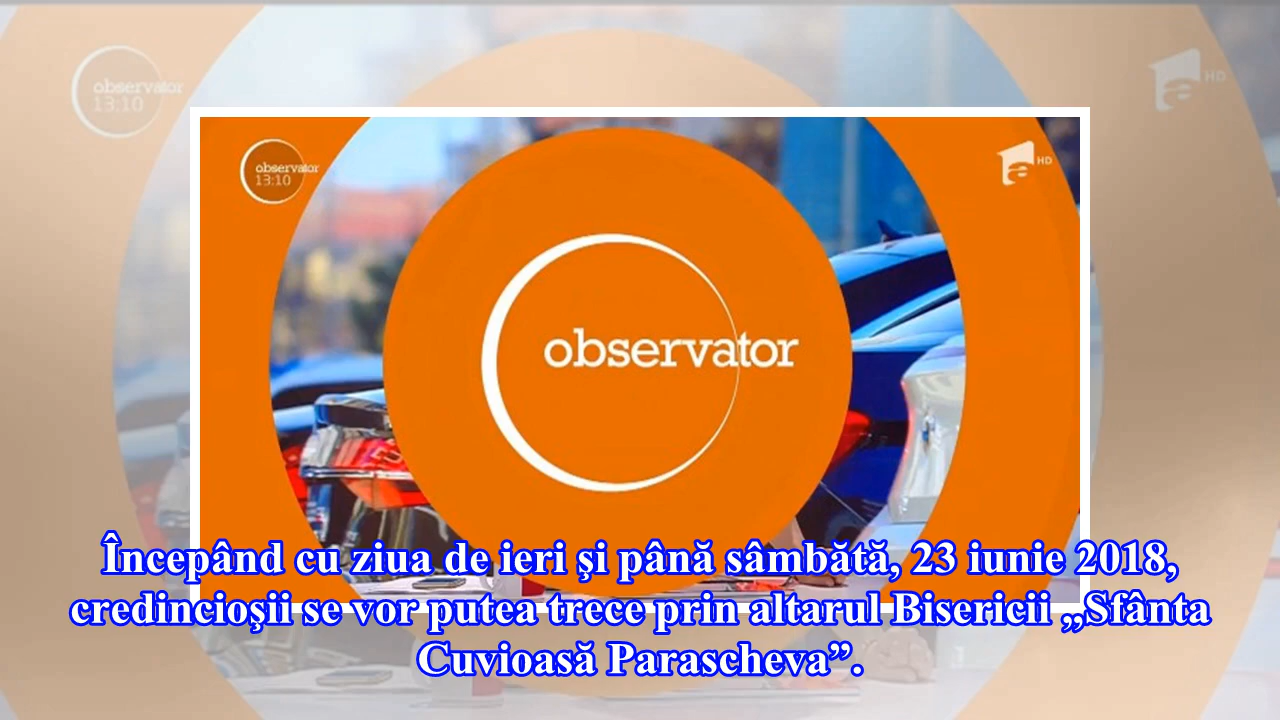 observator
13:10
HD
observator
13:10
HD
observator
Începând cu ziua de ieri şi până sâmbătă, 23 iunie 2018,
credincioşii se vor putea trece prin altarul Bisericii „Sfânta
Cuvioasă Parascheva”.